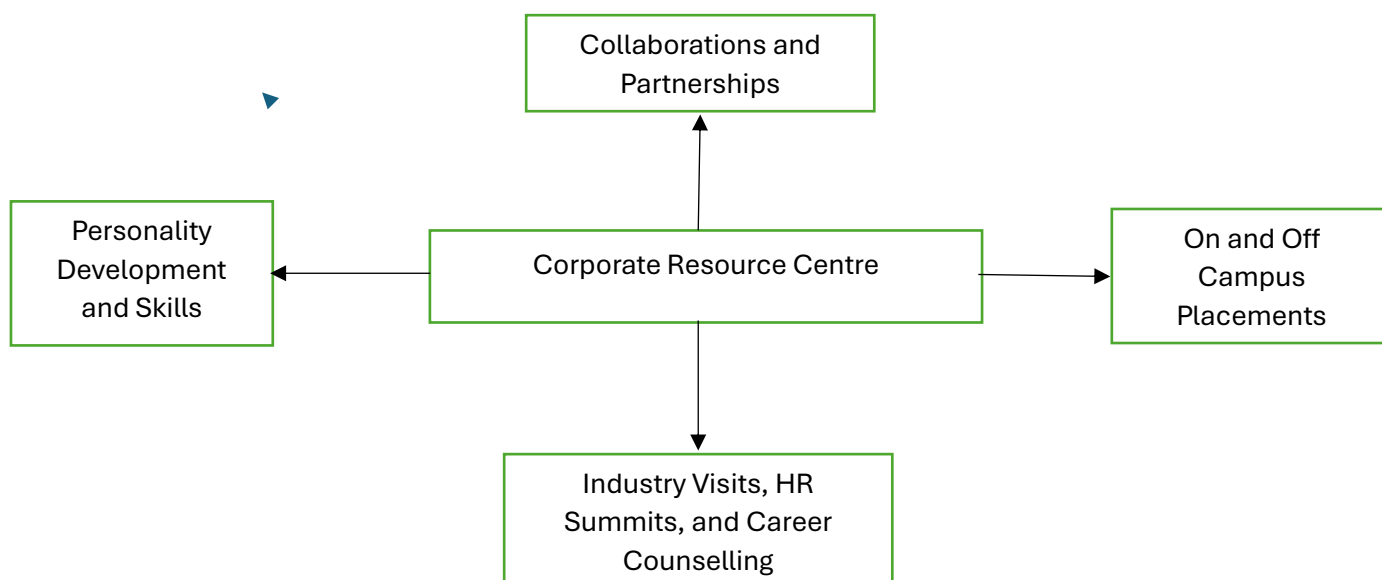 Collaborations and
Partnerships
Personality
Development
and Skills
Corporate Resource Centre
On and Off
Campus
Placements
Industry Visits, HR
Summits, and Career
Counselling